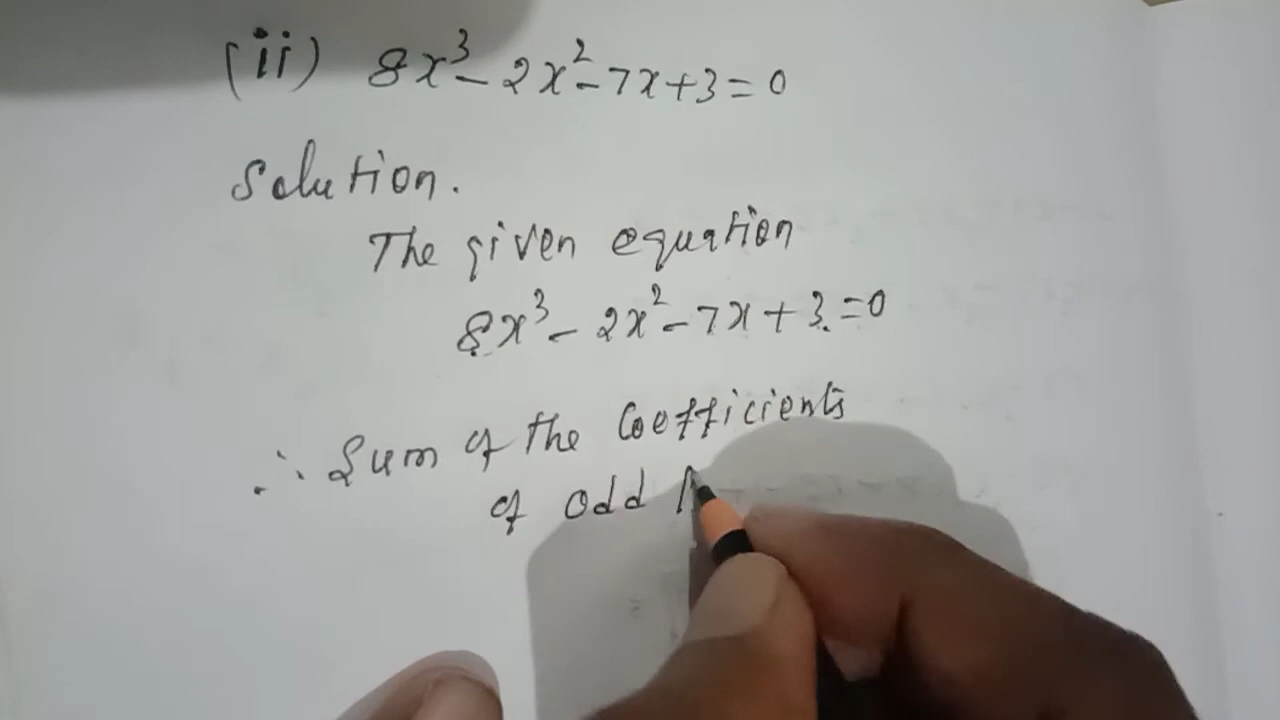 (ii) 8x³ - 2x² - 7x + 3 = 0
Solution.
The given equation
8x³ - 2x² - 7x + 3 = 0
∴ Sum of the Coefficients
of odd